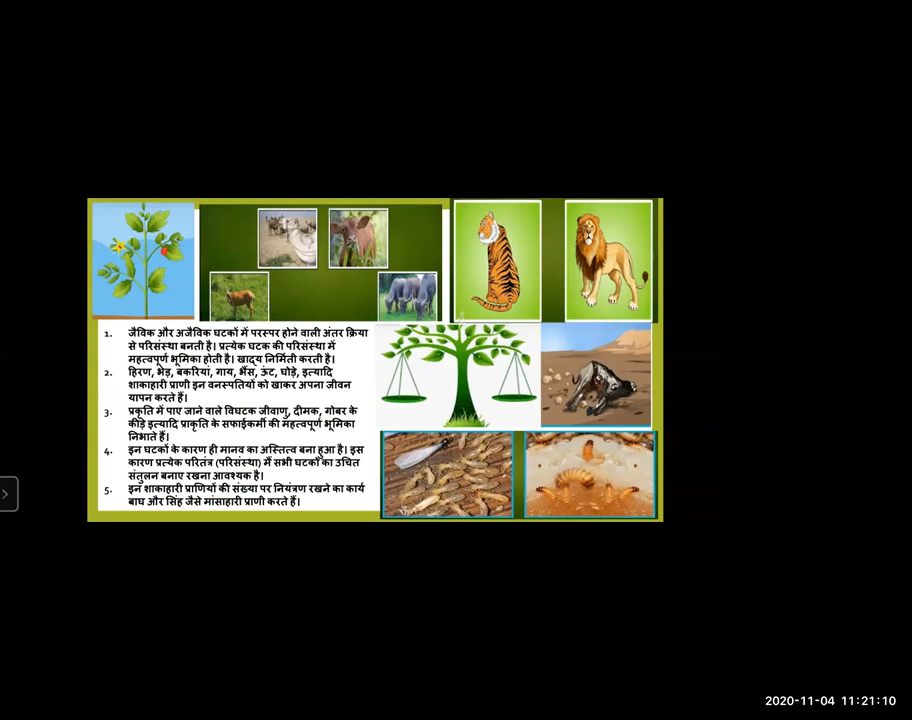 1. जैविक और अजैविक घटकों में परस्पर होने वाली अंतर क्रिया
से परिसंस्था बनती है। प्रत्येक घटक की परिसंस्था में
महत्वपूर्ण भूमिका होती है। खाद्य निर्मिती करती है।
2. हिरण, भेड़, बकरियां, गाय, भैंस, ऊंट, घोड़े, इत्यादि
शाकाहारी प्राणी इन वनस्पतियों को खाकर अपना जीवन
यापन करते हैं।
3. प्रकृति में पाए जाने वाले विघटक जीवाणु, दीमक, गोबर के
कीड़े इत्यादि प्राकृति के सफाईकर्मी की महत्वपूर्ण भूमिका
निभाते हैं।
4. इन घटकों के कारण ही मानव का अस्तित्व बना हुआ है। इस
कारण प्रत्येक परितंत्र (परिसंस्था) में सभी घटकों का उचित
संतुलन बनाए रखना आवश्यक है।
5. इन शाकाहारी प्राणियों की संख्या पर नियंत्रण रखने का कार्य
बाघ और सिंह जैसे मांसाहारी प्राणी करते हैं।
2020-11-04 11:21:10